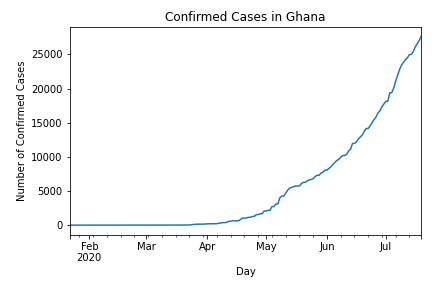 Confirmed Cases in Ghana
Number of Confirmed Cases
25000
20000
15000
10000
5000
0
Feb
2020
Mar
Apr
May
Jun
Jul
Day